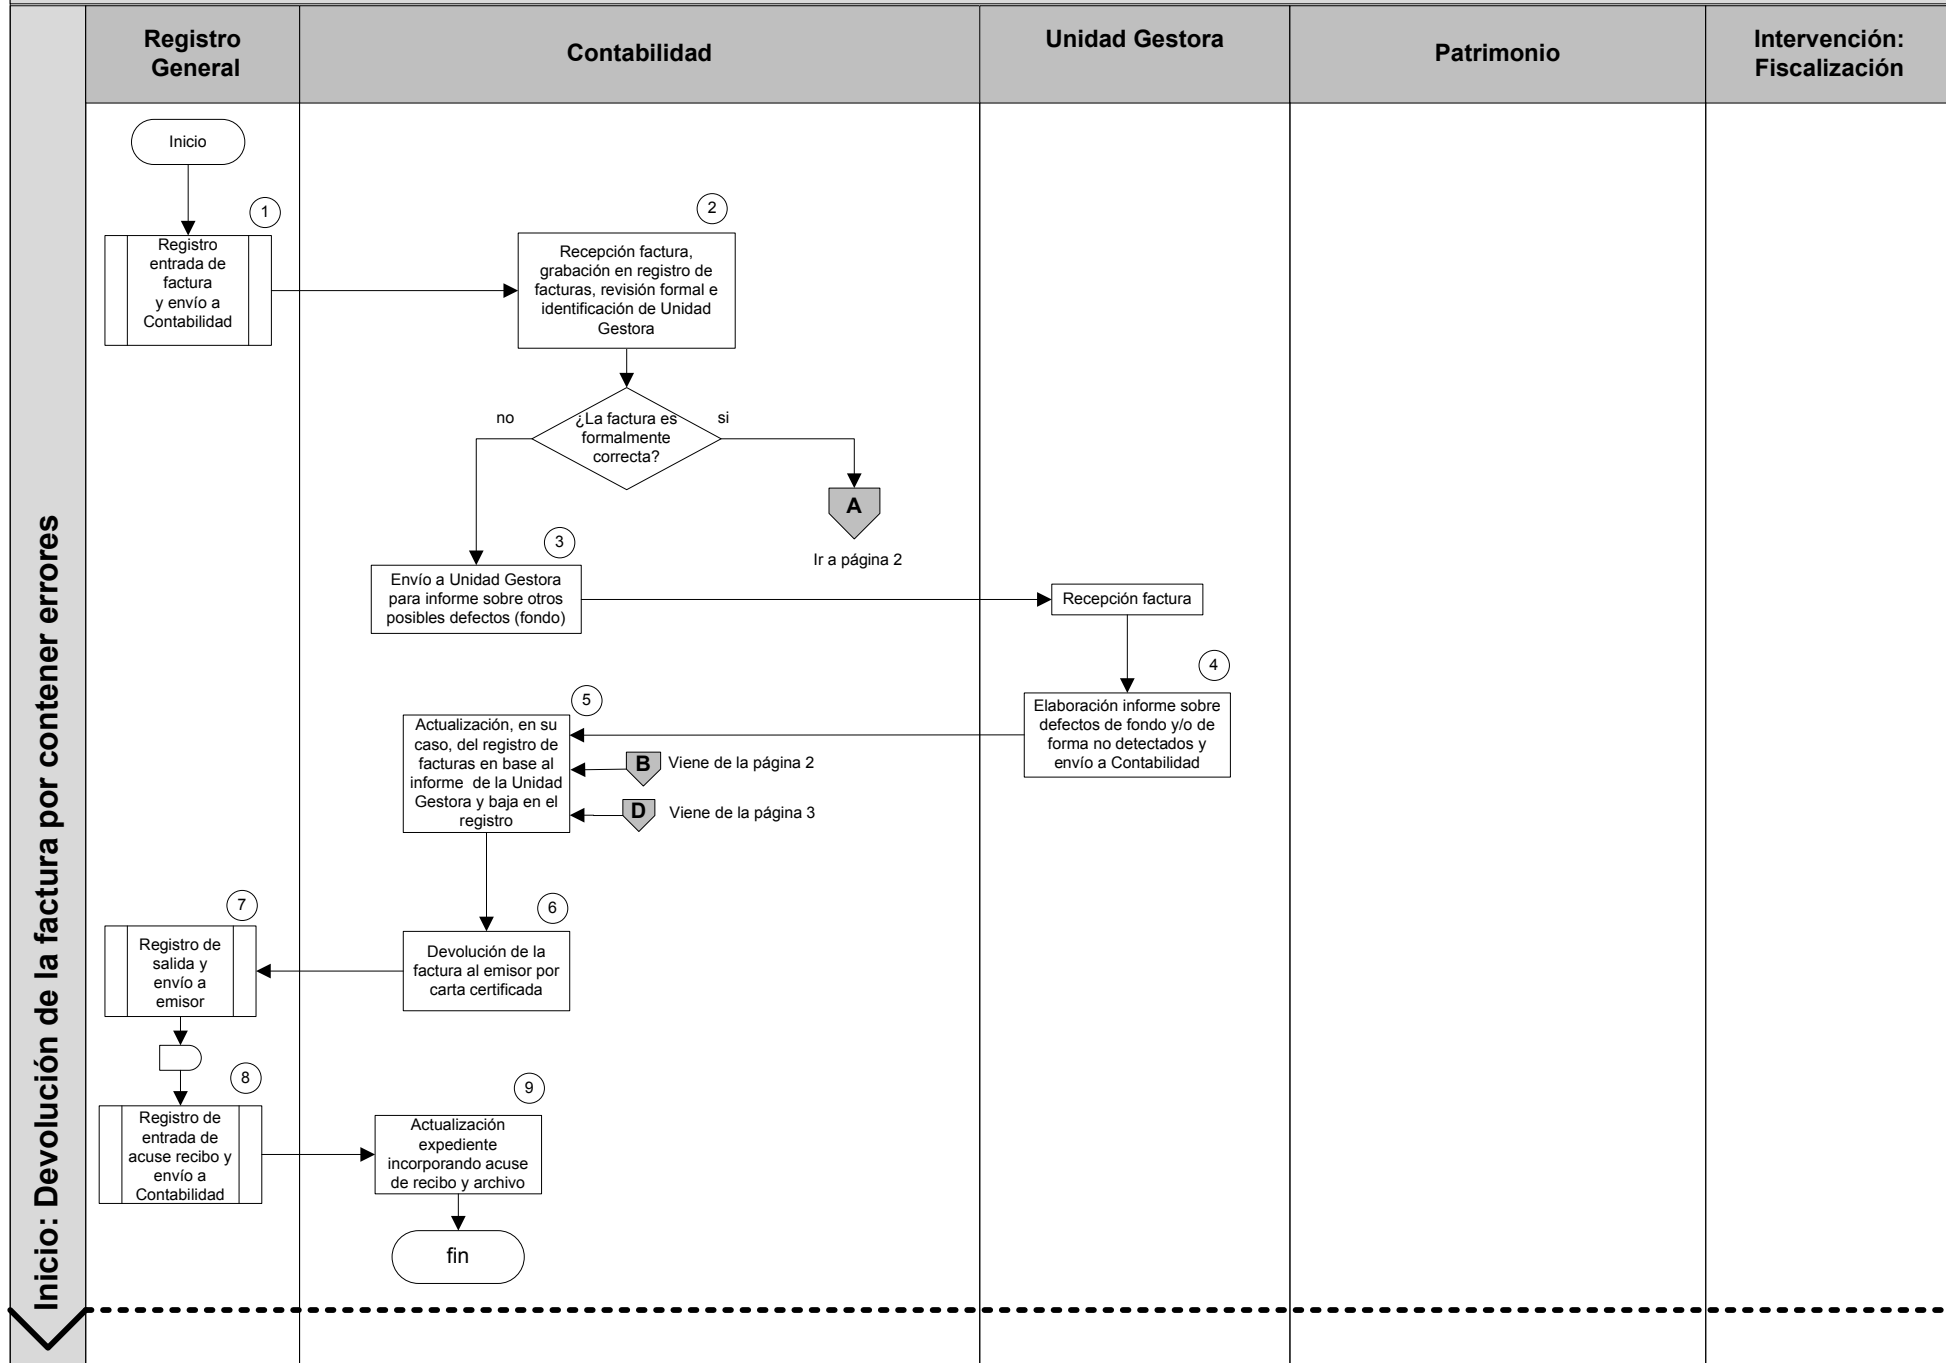 Registro
General
Contabilidad
Unidad Gestora
Patrimonio
Intervención:
Fiscalización
Inicio: Devolución de la factura por contener errores
Inicio
1
Registro
entrada de
factura
y envío a
Contabilidad
2
Recepción factura,
grabación en registro de
facturas, revisión formal e
identificación de Unidad
Gestora
no
¿La factura es
formalmente
correcta?
si
A
Ir a página 2
3
Envío a Unidad Gestora
para informe sobre otros
posibles defectos (fondo)
Recepción factura
4
Elaboración informe sobre
defectos de fondo y/o de
forma no detectados y
envío a Contabilidad
5
Actualización, en su
caso, del registro de
facturas en base al
informe de la Unidad
Gestora y baja en el
registro
B
Viene de la página 2
D
Viene de la página 3
6
Devolución de la
factura al emisor por
carta certificada
7
Registro de
salida y
envío a
emisor
8
Registro de
entrada de
acuse recibo y
envío a
Contabilidad
9
Actualización
expediente
incorporando acuse
de recibo y archivo
fin